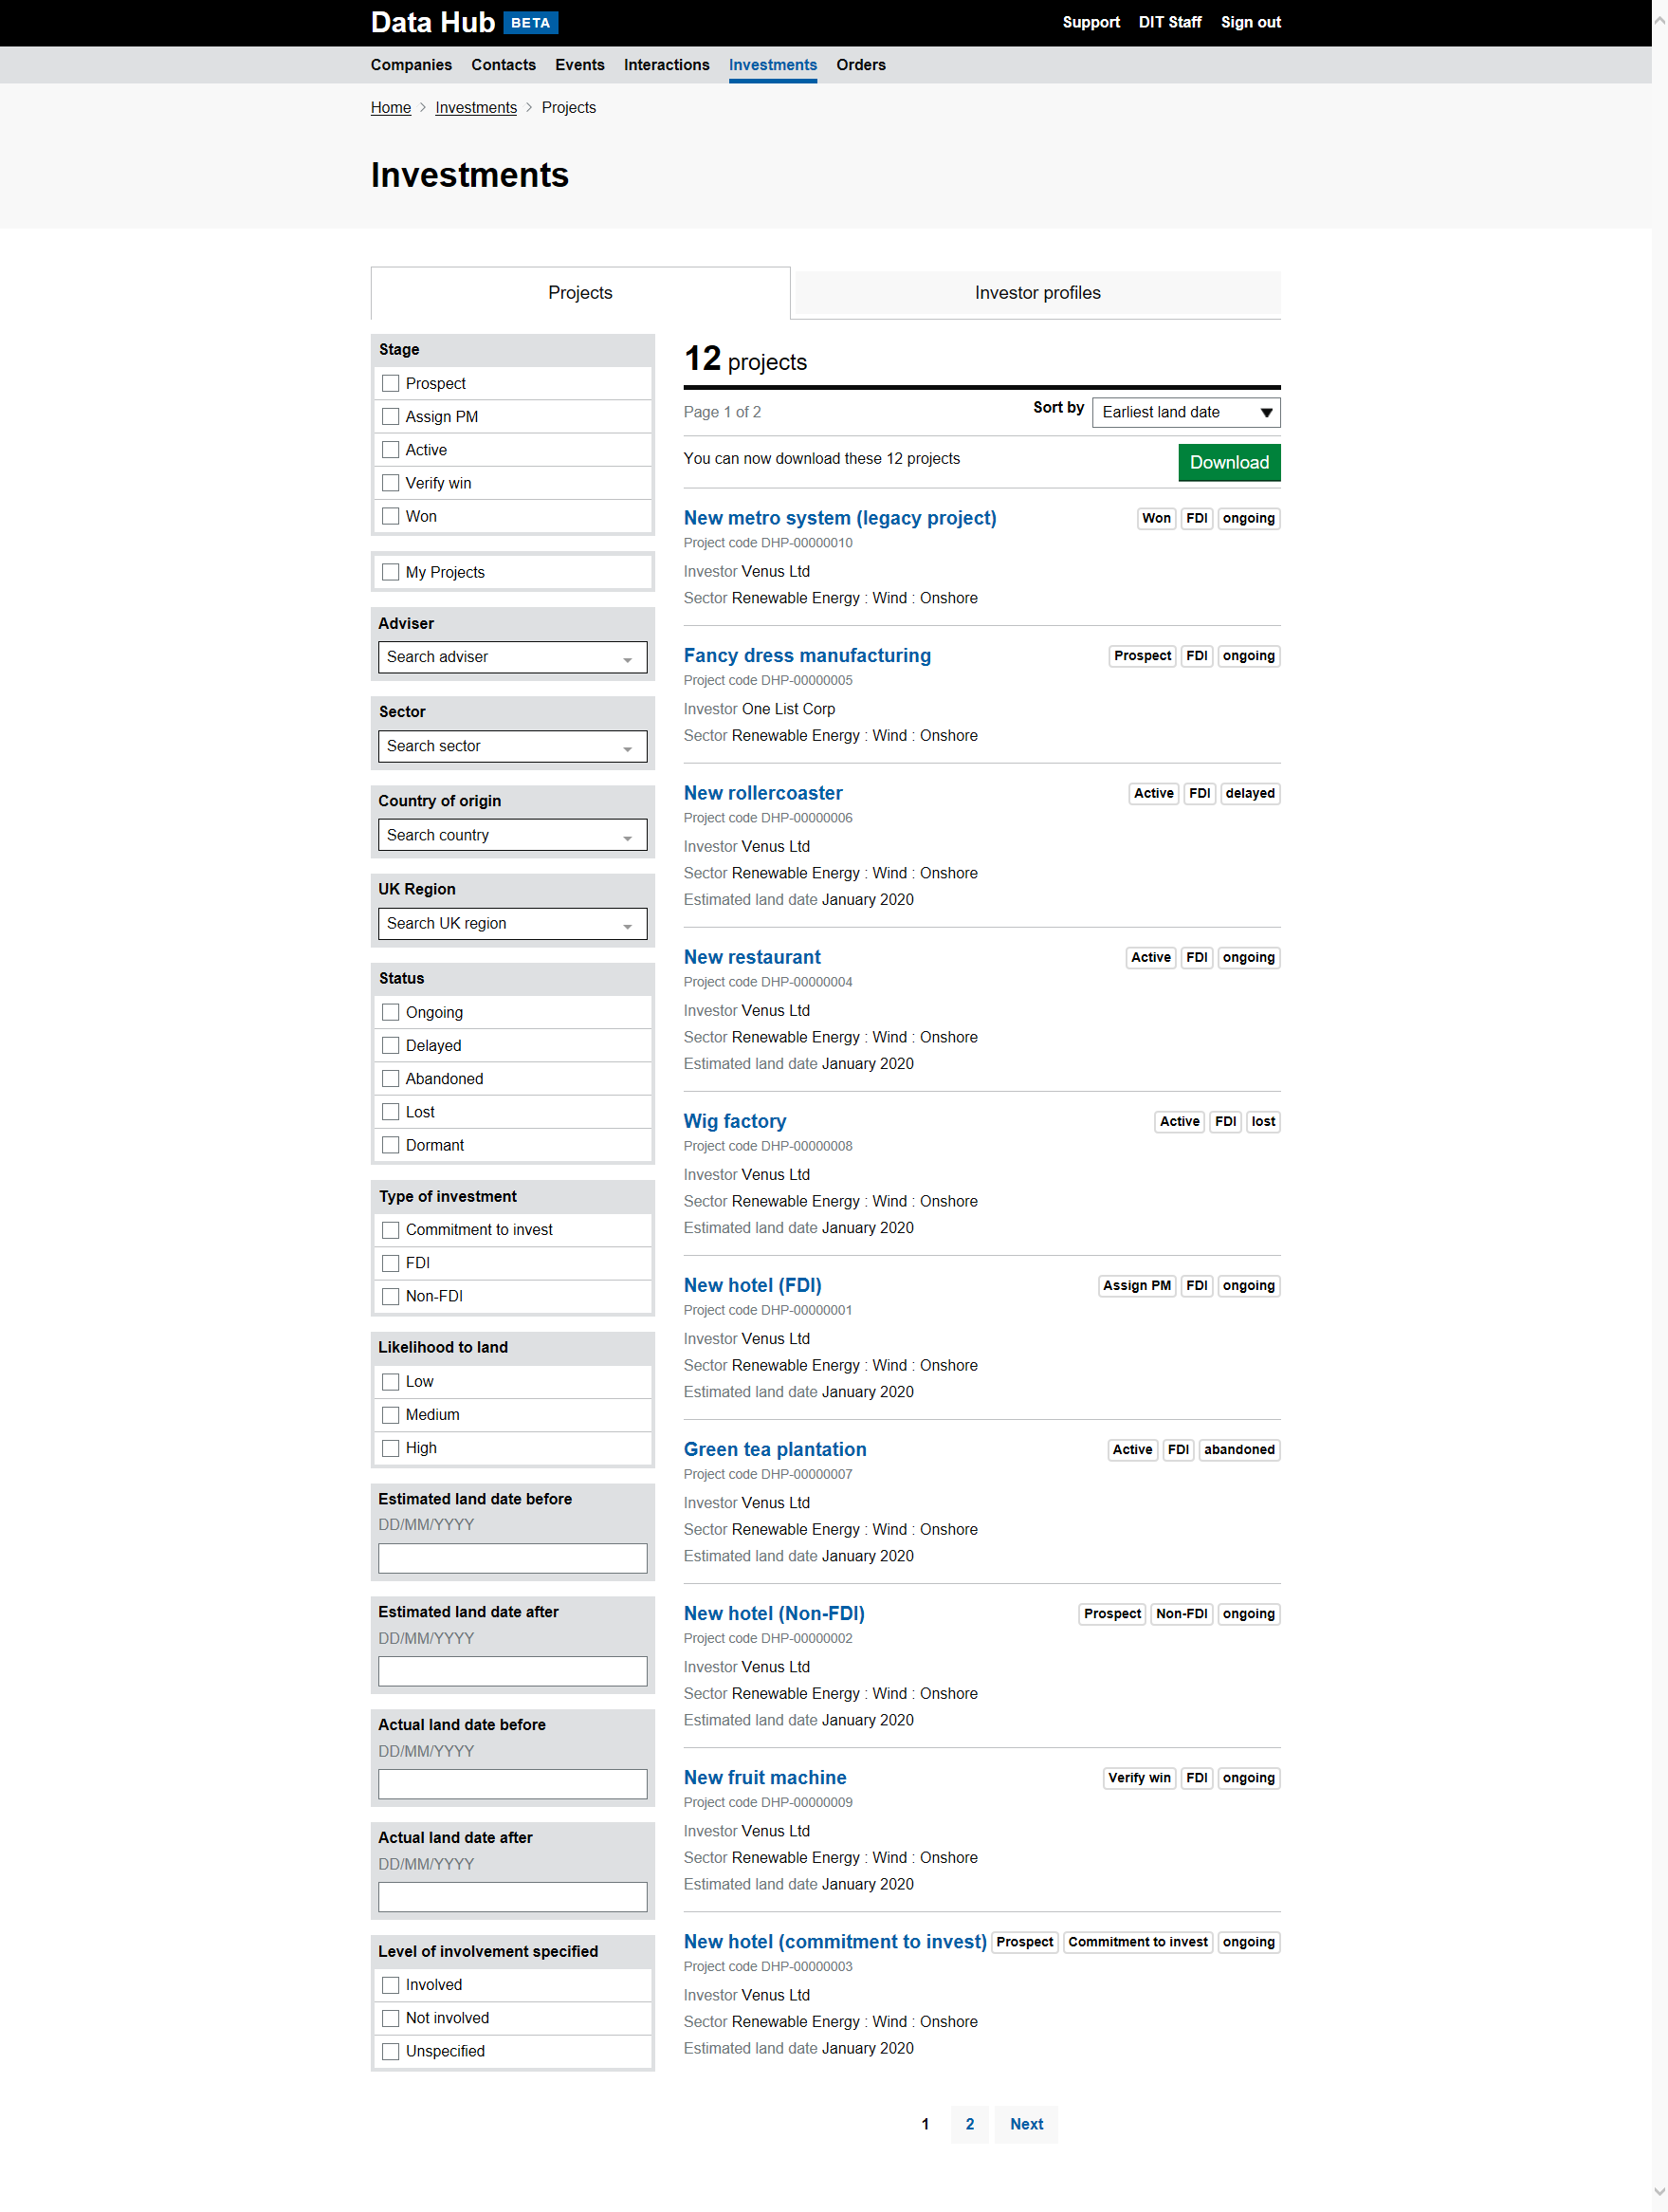 Data Hub BETA
Support DIT Staff Sign out
Companies Contacts Events Interactions Investments Orders
Home Investments Projects
Investments
Projects
Investor profiles
Stage
Prospect
Assign PM
Active
Verify win
Won
My Projects
Adviser
Search adviser
Sector
Search sector
Country of origin
Search country
UK Region
Search UK region
Status
Ongoing
Delayed
Abandoned
Lost
Dormant
Type of investment
Commitment to invest
FDI
Non-FDI
Likelihood to land
Low
Medium
High
Estimated land date before
DD/MM/YYYY
Estimated land date after
DD/MM/YYYY
Actual land date before
DD/MM/YYYY
Actual land date after
DD/MM/YYYY
Level of involvement specified
Involved
Not involved
Unspecified
12 projects
Page 1 of 2
Sort by Earliest land date
You can now download these 12 projects
Download
New metro system (legacy project) Won FDI ongoing
Project code DHP-00000010
Investor Venus Ltd
Sector Renewable Energy : Wind : Onshore
Fancy dress manufacturing Prospect FDI ongoing
Project code DHP-00000005
Investor One List Corp
Sector Renewable Energy : Wind : Onshore
New rollercoaster Active FDI delayed
Project code DHP-00000006
Investor Venus Ltd
Sector Renewable Energy : Wind : Onshore
Estimated land date January 2020
New restaurant Active FDI ongoing
Project code DHP-00000004
Investor Venus Ltd
Sector Renewable Energy : Wind : Onshore
Estimated land date January 2020
Wig factory Active FDI lost
Project code DHP-00000008
Investor Venus Ltd
Sector Renewable Energy : Wind : Onshore
Estimated land date January 2020
New hotel (FDI) Assign PM FDI ongoing
Project code DHP-00000001
Investor Venus Ltd
Sector Renewable Energy : Wind : Onshore
Estimated land date January 2020
Green tea plantation Active FDI abandoned
Project code DHP-00000007
Investor Venus Ltd
Sector Renewable Energy : Wind : Onshore
Estimated land date January 2020
New hotel (Non-FDI) Prospect Non-FDI ongoing
Project code DHP-00000002
Investor Venus Ltd
Sector Renewable Energy : Wind : Onshore
Estimated land date January 2020
New fruit machine Verify win FDI ongoing
Project code DHP-00000009
Investor Venus Ltd
Sector Renewable Energy : Wind : Onshore
Estimated land date January 2020
New hotel (commitment to invest) Prospect Commitment to invest ongoing
Project code DHP-00000003
Investor Venus Ltd
Sector Renewable Energy : Wind : Onshore
Estimated land date January 2020
1 2 Next